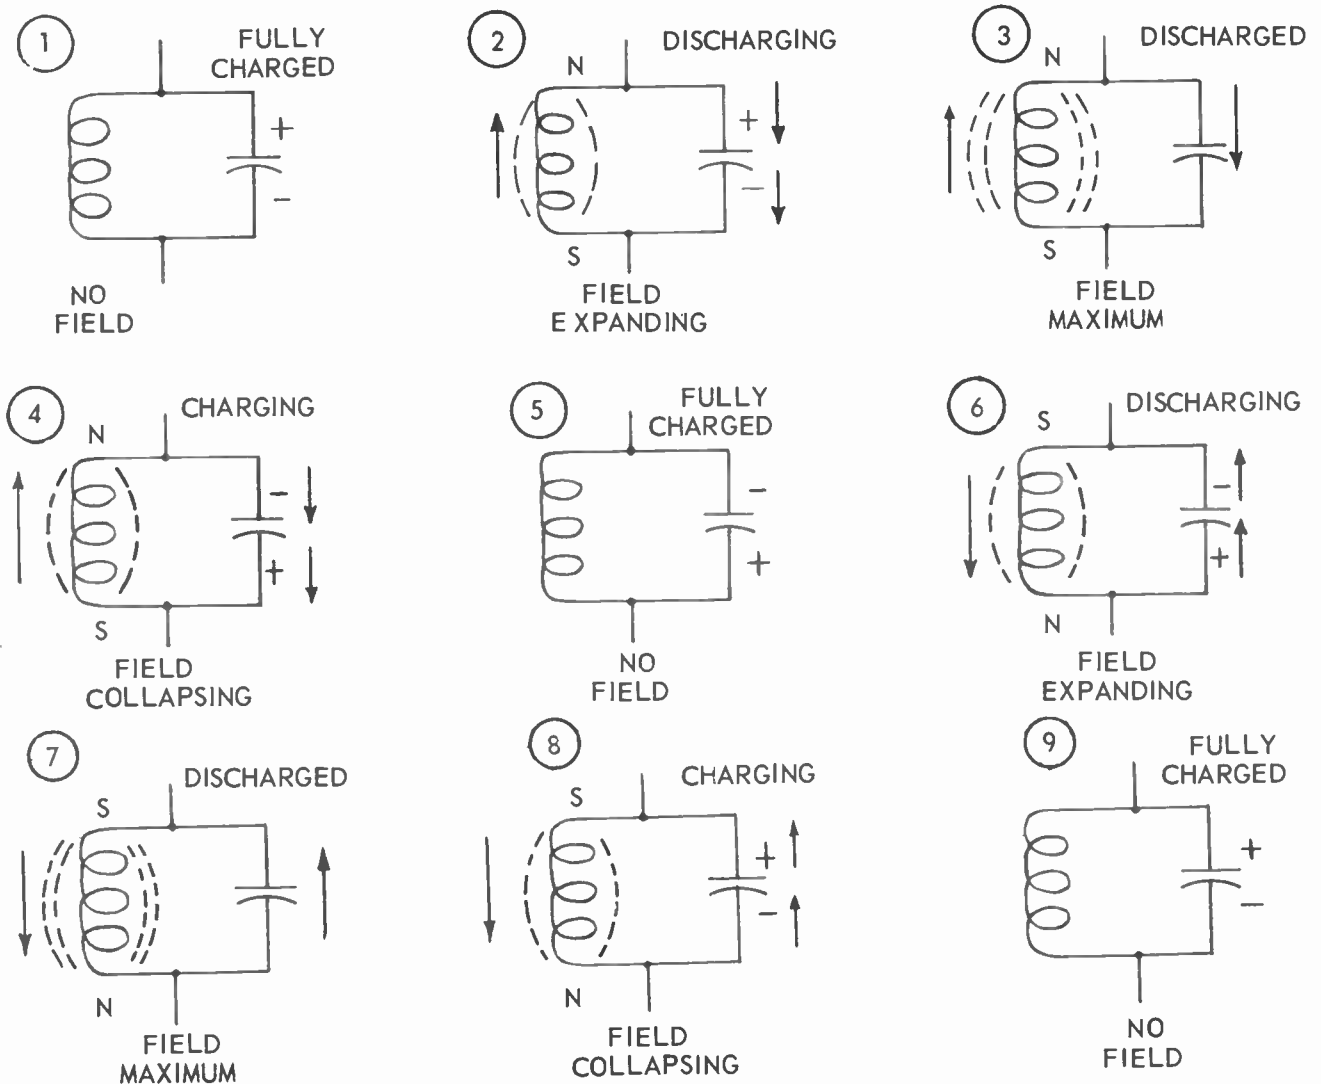 1
FULLY
CHARGED
+
-
NO
FIELD
2
DISCHARGING
N
+
-
S
FIELD
EXPANDING
3
DISCHARGED
N
S
FIELD
MAXIMUM
4
CHARGING
N
-
+
S
FIELD
COLLAPSING
5
FULLY
CHARGED
-
+
NO
FIELD
6
DISCHARGING
S
-
+
N
FIELD
EXPANDING
7
DISCHARGED
S
N
FIELD
MAXIMUM
8
CHARGING
S
+
-
N
FIELD
COLLAPSING
9
FULLY
CHARGED
+
-
NO
FIELD